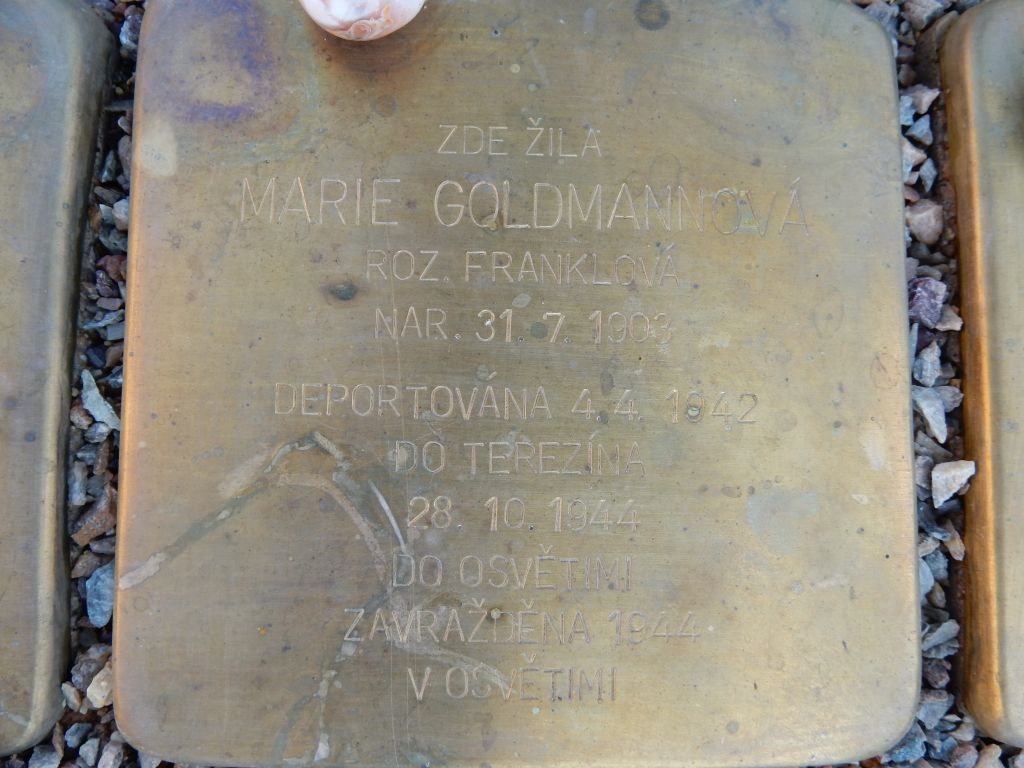 ZDE ŽILA
MARIE GOLDMANNOVÁ
ROZ. FRANKLOVÁ
NAR. 31. 7. 1903
DEPORTOVÁNA 4. 4. 1942
DO TEREZÍNA
28. 10. 1944
DO OSVĚTIMI
ZAVRAŽDĚNA 1944
V OSVĚTIMI